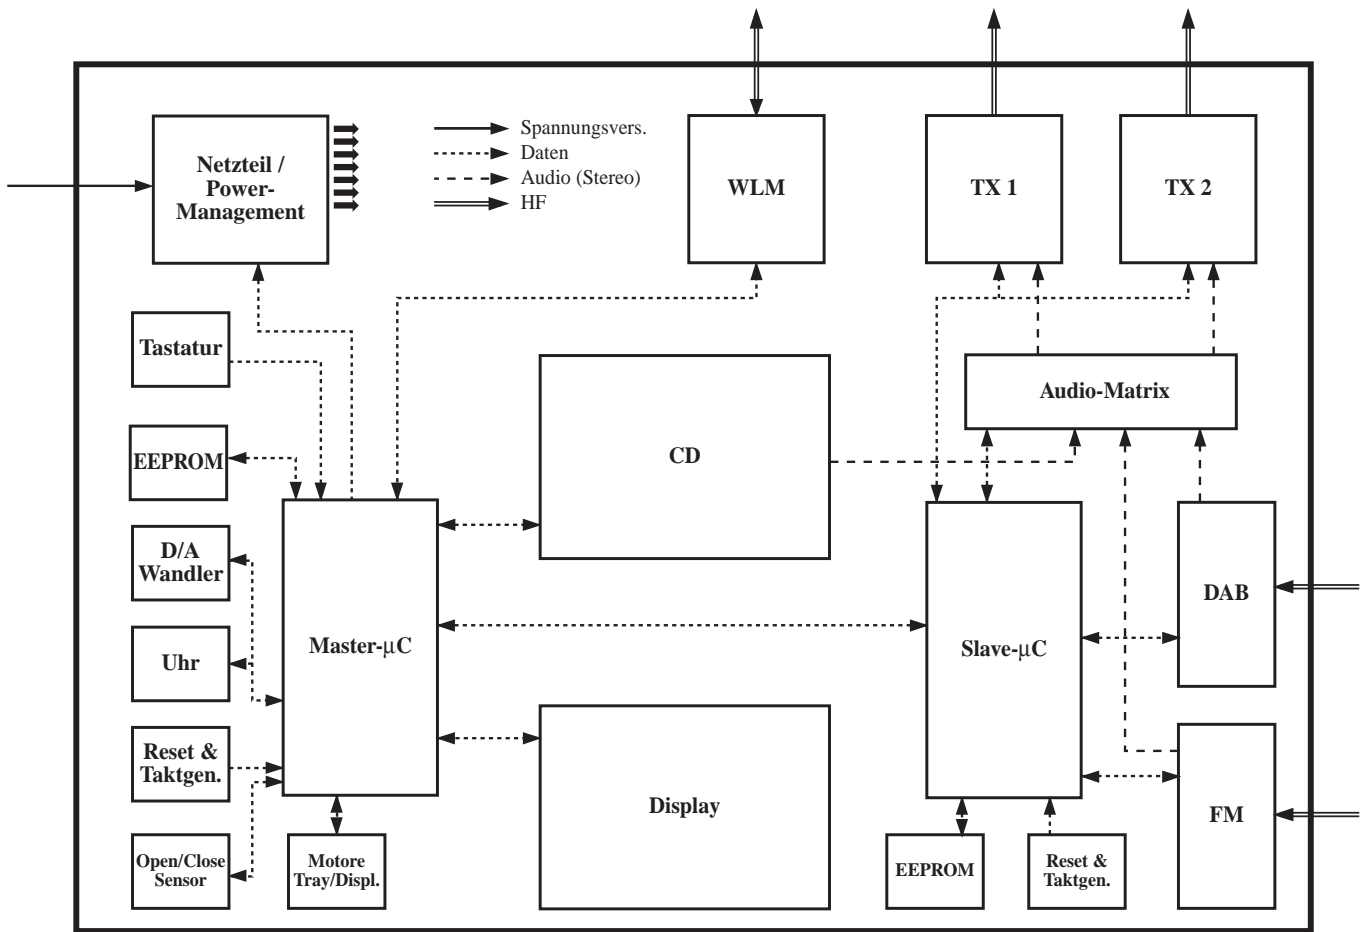 Netzteil /
Power-
Management
Spannungsvers.
Daten
Audio (Stereo)
HF
WLM
TX 1
TX 2
Tastatur
Audio-Matrix
EEPROM
CD
D/A
Wandler
DAB
Master-µC
Slave-µC
Uhr
Reset &
Taktgen.
Display
FM
Open/Close
Sensor
Motore
Tray/Displ.
EEPROM
Reset &
Taktgen.